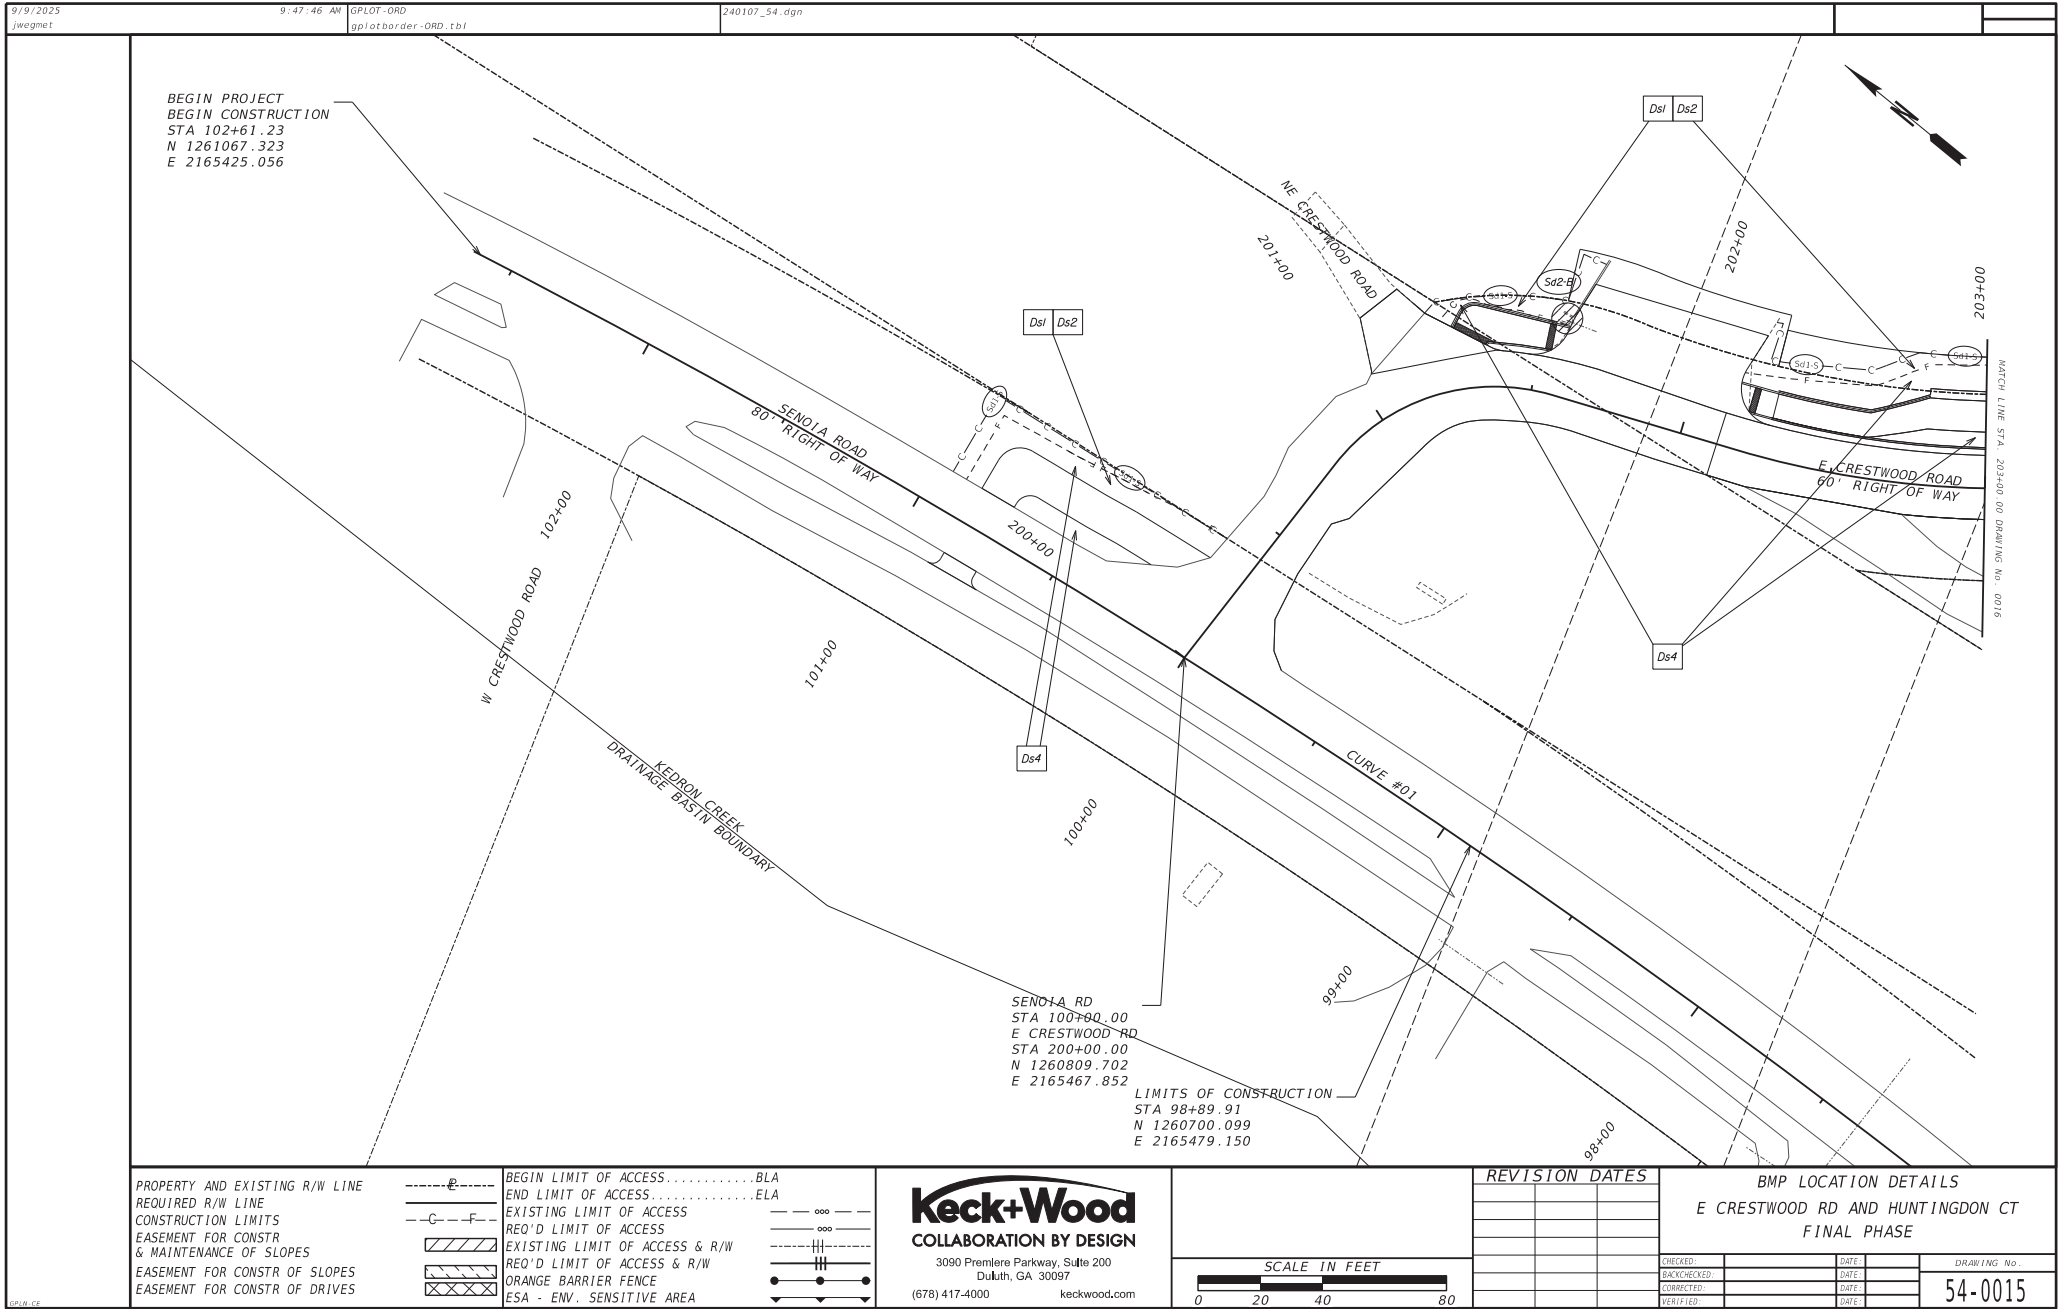 9/9/2025
9:47:46 AM
GPLOT-ORD
240107_54.dgn
jwegmet
gplotborder-ORD.tbl
BEGIN PROJECT
BEGIN CONSTRUCTION
STA 102+61.23
N 1261067.323
E 2165425.056
Ds1 Ds2
N
NE CRESTWOOD ROAD
201+00
202+00
203+00
Sd1-S
Sd2-B
Ds1 Ds2
Sd1-S
Sd1-S
MATCH LINE STA. 203+00.00 DRAWING No. 0016
Sd1-S
Sd1-S
SENOIA ROAD
80' RIGHT OF WAY
E CRESTWOOD ROAD
60' RIGHT OF WAY
102+00
200+00
W CRESTWOOD ROAD
101+00
Ds4
Ds4
KEDRON CREEK
DRAINAGE BASIN BOUNDARY
CURVE #01
100+00
99+00
98+00
SENOIA RD
STA 100+00.00
E CRESTWOOD RD
STA 200+00.00
N 1260809.702
E 2165467.852
LIMITS OF CONSTRUCTION
STA 98+89.91
N 1260700.099
E 2165479.150
PROPERTY AND EXISTING R/W LINE
REQUIRED R/W LINE
CONSTRUCTION LIMITS C F
EASEMENT FOR CONSTR
& MAINTENANCE OF SLOPES
EASEMENT FOR CONSTR OF SLOPES
EASEMENT FOR CONSTR OF DRIVES
BEGIN LIMIT OF ACCESS............BLA
END LIMIT OF ACCESS..............ELA
EXISTING LIMIT OF ACCESS
REQ'D LIMIT OF ACCESS
EXISTING LIMIT OF ACCESS & R/W
REQ'D LIMIT OF ACCESS & R/W
ORANGE BARRIER FENCE
ESA - ENV. SENSITIVE AREA
Keck+Wood
COLLABORATION BY DESIGN
3090 Premiere Parkway, Suite 200
Duluth, GA 30097
(678) 417-4000 keckwood.com
SCALE IN FEET
0 20 40 80
REVISION DATES
BMP LOCATION DETAILS
E CRESTWOOD RD AND HUNTINGDON CT
FINAL PHASE
CHECKED: DATE:
BACKCHECKED: DATE:
CORRECTED: DATE:
VERIFIED: DATE:
DRAWING No.
54-0015
GPLN-CE